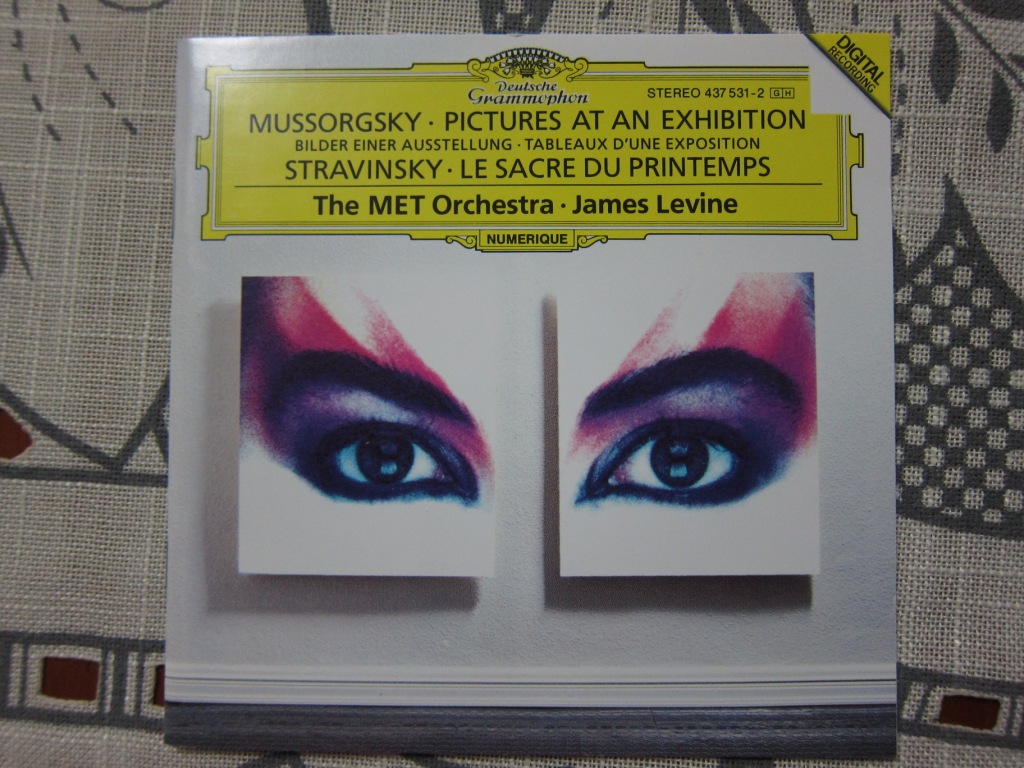 DIGITAL
RECORDING
Deutsche
Grammophon
STEREO 437 531-2 GH
MUSSORGSKY · PICTURES AT AN EXHIBITION
BILDER EINER AUSSTELLUNG · TABLEAUX D'UNE EXPOSITION
STRAVINSKY · LE SACRE DU PRINTEMPS
The MET Orchestra · James Levine
NUMERIQUE